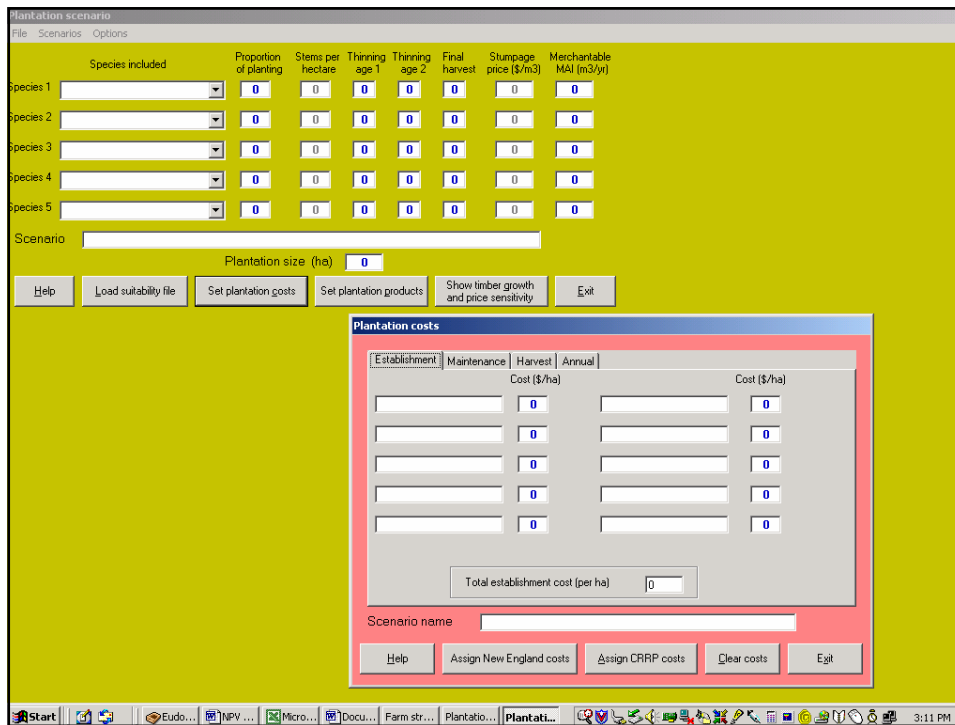 Plantation scenario
File Scenarios Options
Species included
Proportion of planting Stems per hectare Thinning age 1 Thinning age 2 Final harvest Stumpage price ($/m3) Merchantable MAI (m3/yr)
Species 1 0 0 0 0 0 0 0
Species 2 0 0 0 0 0 0 0
Species 3 0 0 0 0 0 0 0
Species 4 0 0 0 0 0 0 0
Species 5 0 0 0 0 0 0 0
Scenario
Plantation size (ha) 0
Help Load suitability file Set plantation costs Set plantation products Show timber growth and price sensitivity Exit
Plantation costs
Establishment Maintenance Harvest Annual
Cost ($/ha) Cost ($/ha)
0 0
0 0
0 0
0 0
0 0
Total establishment cost (per ha) 0
Scenario name
Help Assign New England costs Assign CRRP costs Clear costs Exit
Start Eudo... NPV ... Micro... Docu... Farm str... Plantatio... Plantati... 3:11 PM